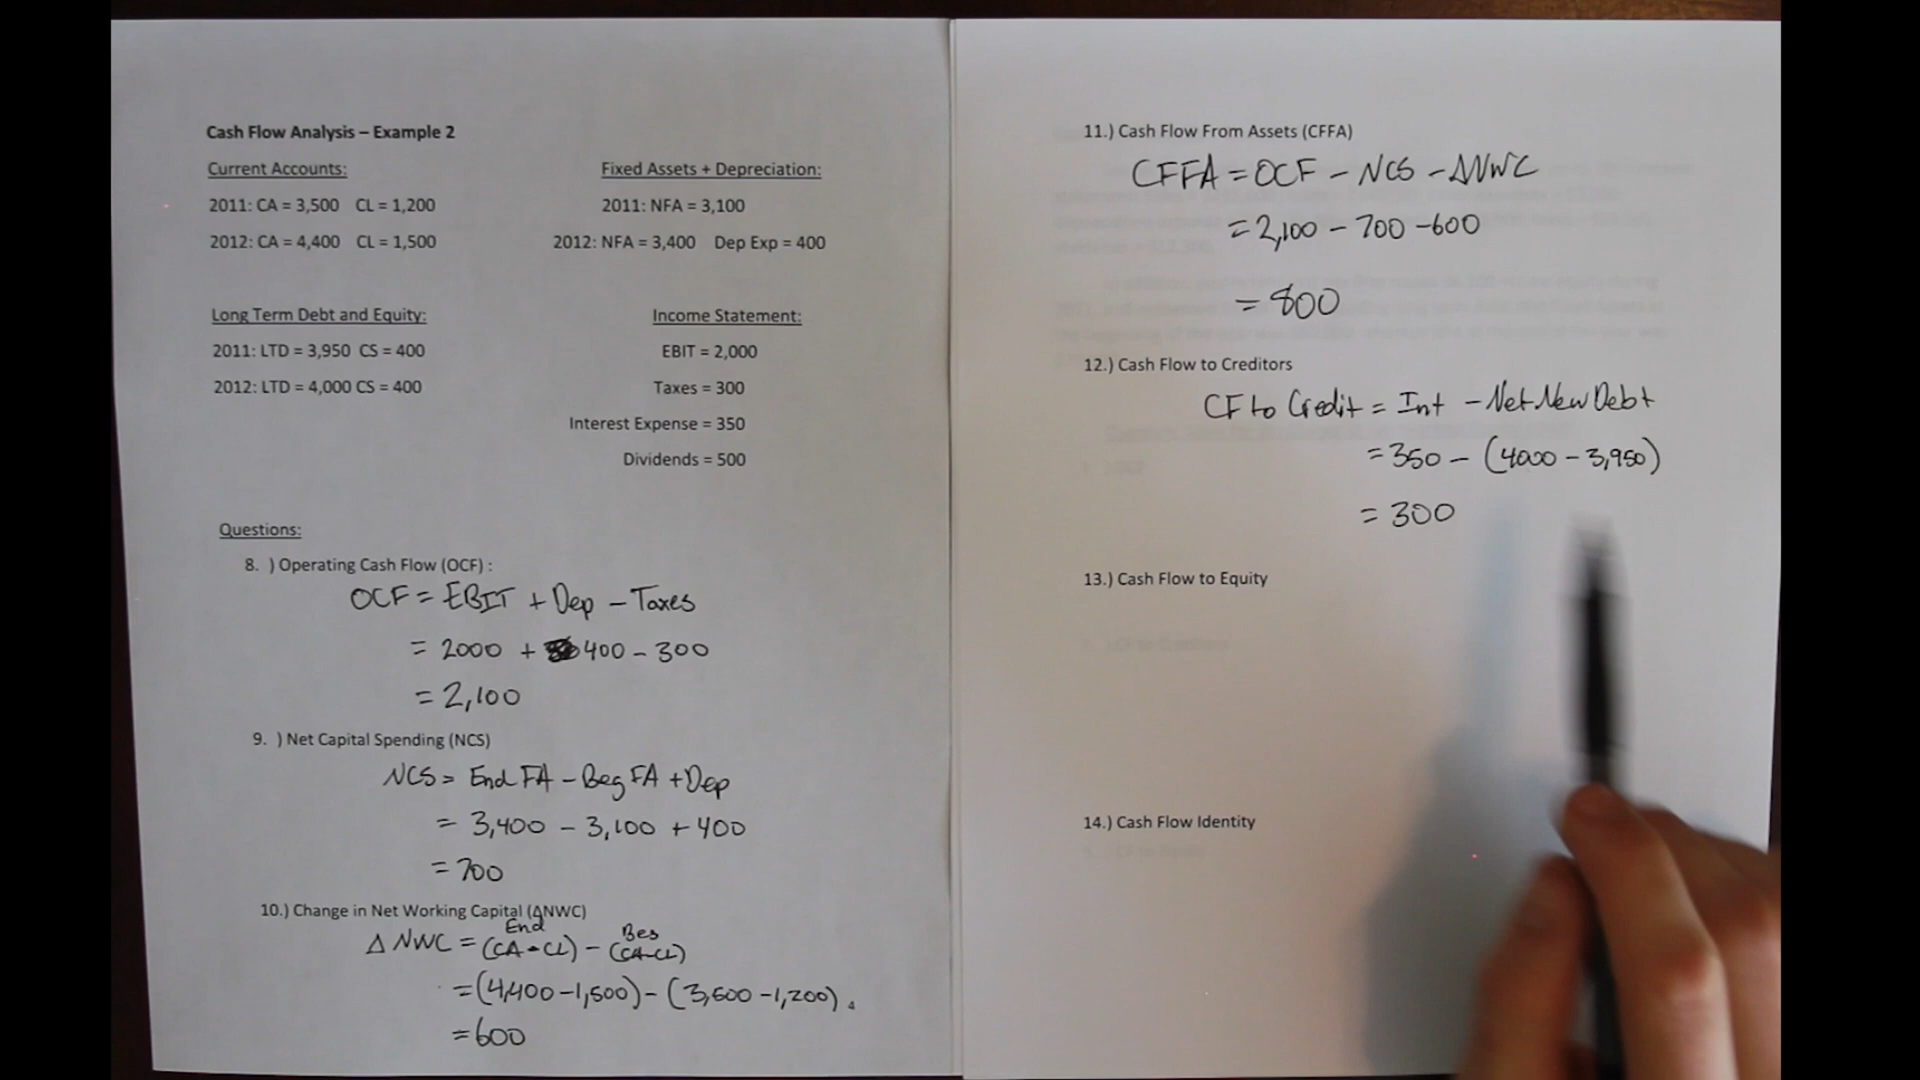 Cash Flow Analysis – Example 2
Current Accounts:
2011: CA = 3,500 CL = 1,200
2012: CA = 4,400 CL = 1,500
Fixed Assets + Depreciation:
2011: NFA = 3,100
2012: NFA = 3,400 Dep Exp = 400
Long Term Debt and Equity:
2011: LTD = 3,950 CS = 400
2012: LTD = 4,000 CS = 400
Income Statement:
EBIT = 2,000
Taxes = 300
Interest Expense = 350
Dividends = 500
Questions:
8. ) Operating Cash Flow (OCF) :
OCF = EBIT + Dep – Taxes
= 2000 + 400 – 300
= 2,100
9. ) Net Capital Spending (NCS)
NCS = End FA – Beg FA + Dep
= 3,400 – 3,100 + 400
= 700
10.) Change in Net Working Capital (ΔNWC)
End Beg
Δ NWC = (CA – CL) – (CA–CL)
= (4,400 –1,500) – (3,500 –1,200)
= 600
11.) Cash Flow From Assets (CFFA)
CFFA = OCF – NCS – ΔNWC
= 2,100 – 700 –600
= 800
12.) Cash Flow to Creditors
CF to Credit = Int – Net New Debt
= 350 – (4000 – 3,950)
= 300
13.) Cash Flow to Equity
14.) Cash Flow Identity